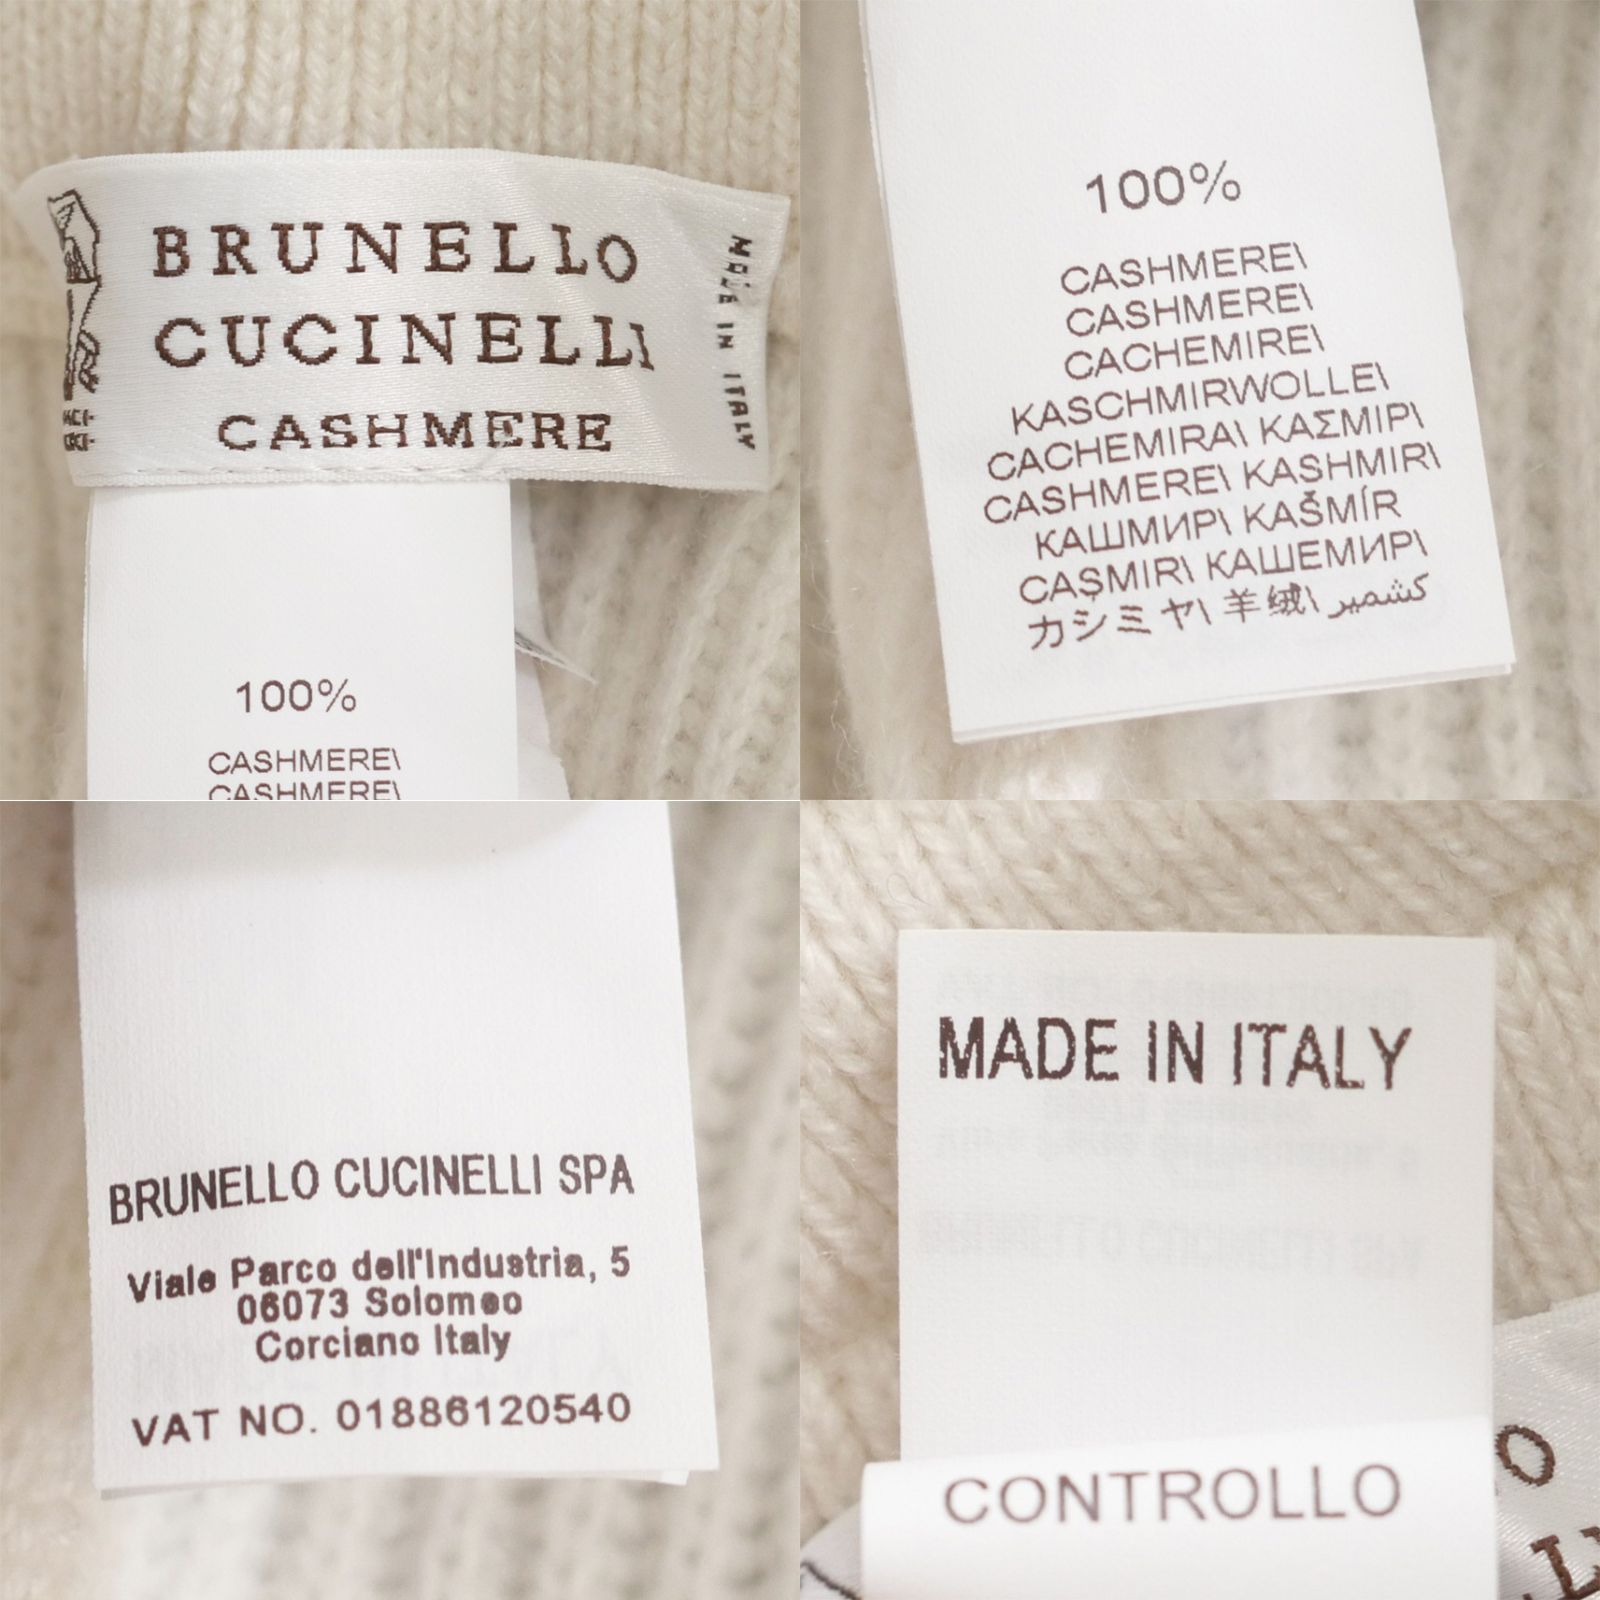 BRUNELLO
CUCINELLI
CASHMERE
MADE IN ITALY
100%
CASHMERE\
CASHMERE\
100%
CASHMERE\
CASHMERE\
CACHEMIRE\
KASCHMIRWOLLE\
CACHEMIRA\ ΚΑΣΜΙΡ\
CASHMERE\ KASHMIR\
КАШМИР\ KAŠMÍR
CAŞMIR\ КАШЕМИР\
カシミヤ\ 羊绒\ كشمير
BRUNELLO CUCINELLI SPA
Viale Parco dell'Industria, 5
06073 Solomeo
Corciano Italy
VAT NO. 01886120540
MADE IN ITALY
CONTROLLO